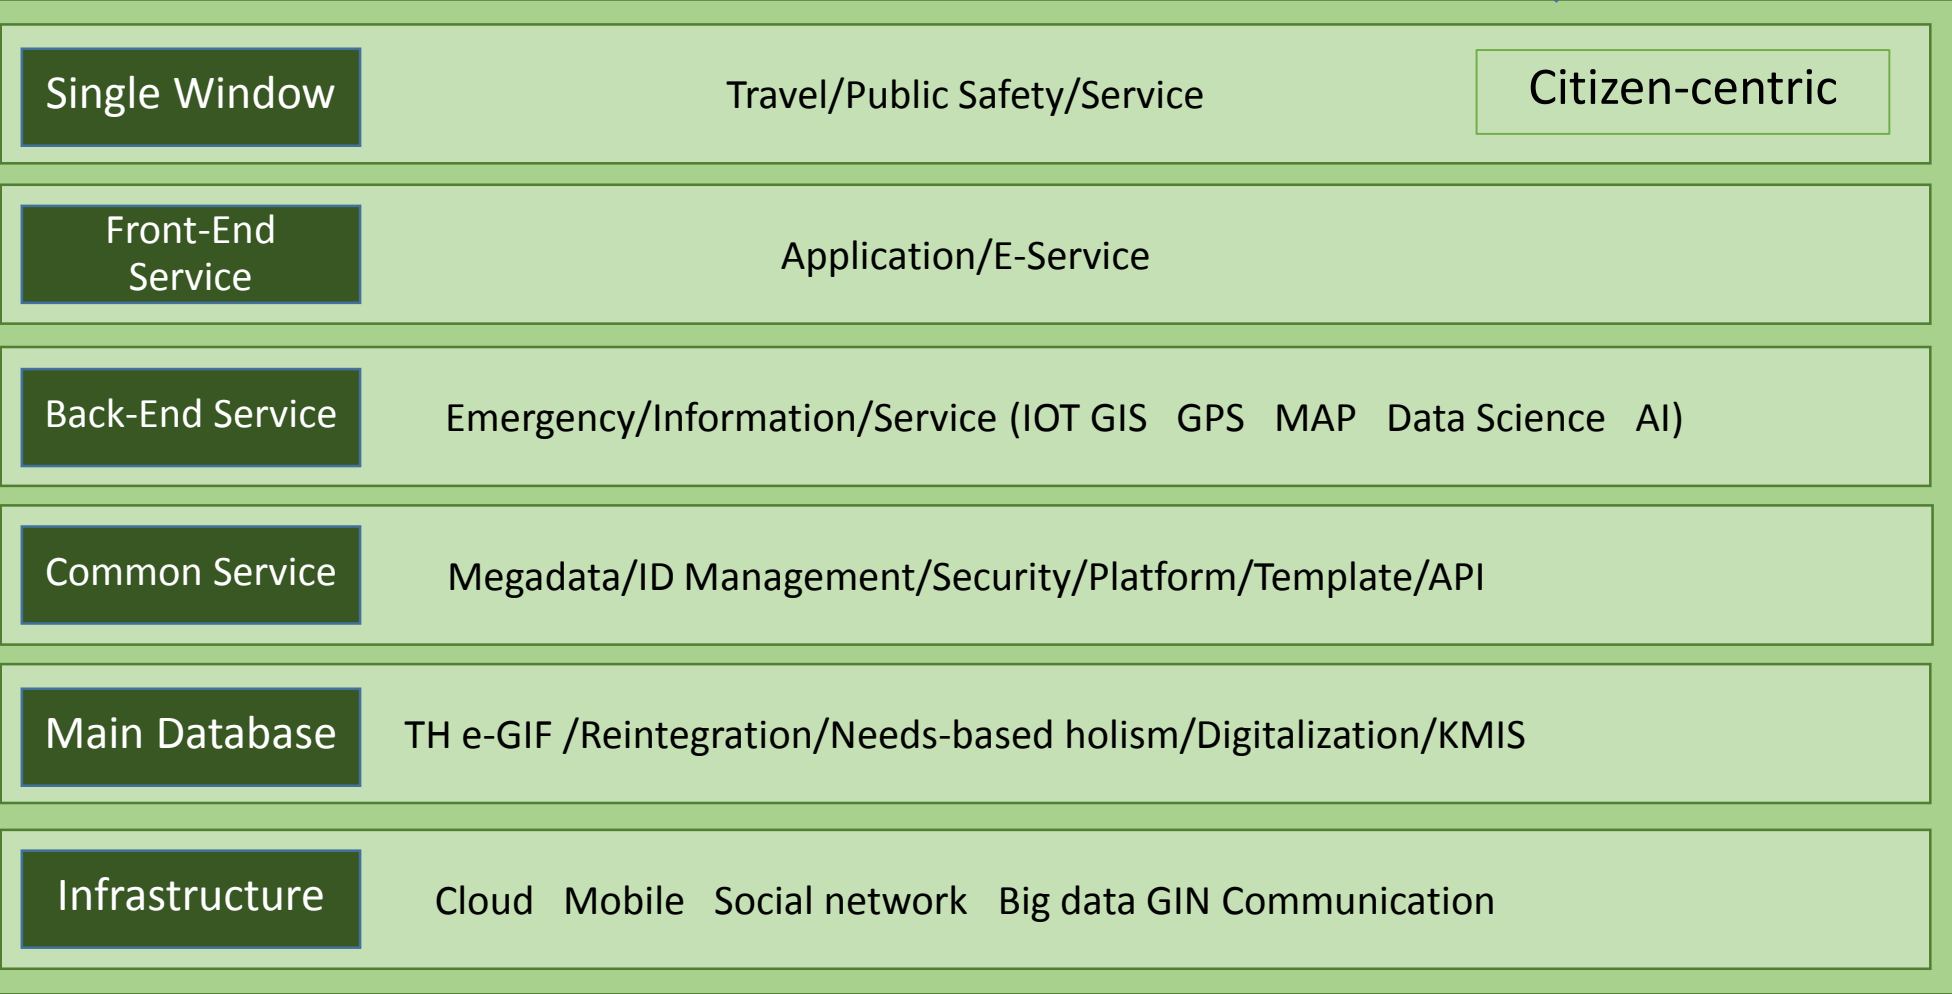 Single Window
Travel/Public Safety/Service
Citizen-centric
Front-End
Service
Application/E-Service
Back-End Service
Emergency/Information/Service (IOT GIS GPS MAP Data Science AI)
Common Service
Megadata/ID Management/Security/Platform/Template/API
Main Database
TH e-GIF /Reintegration/Needs-based holism/Digitalization/KMIS
Infrastructure
Cloud Mobile Social network Big data GIN Communication